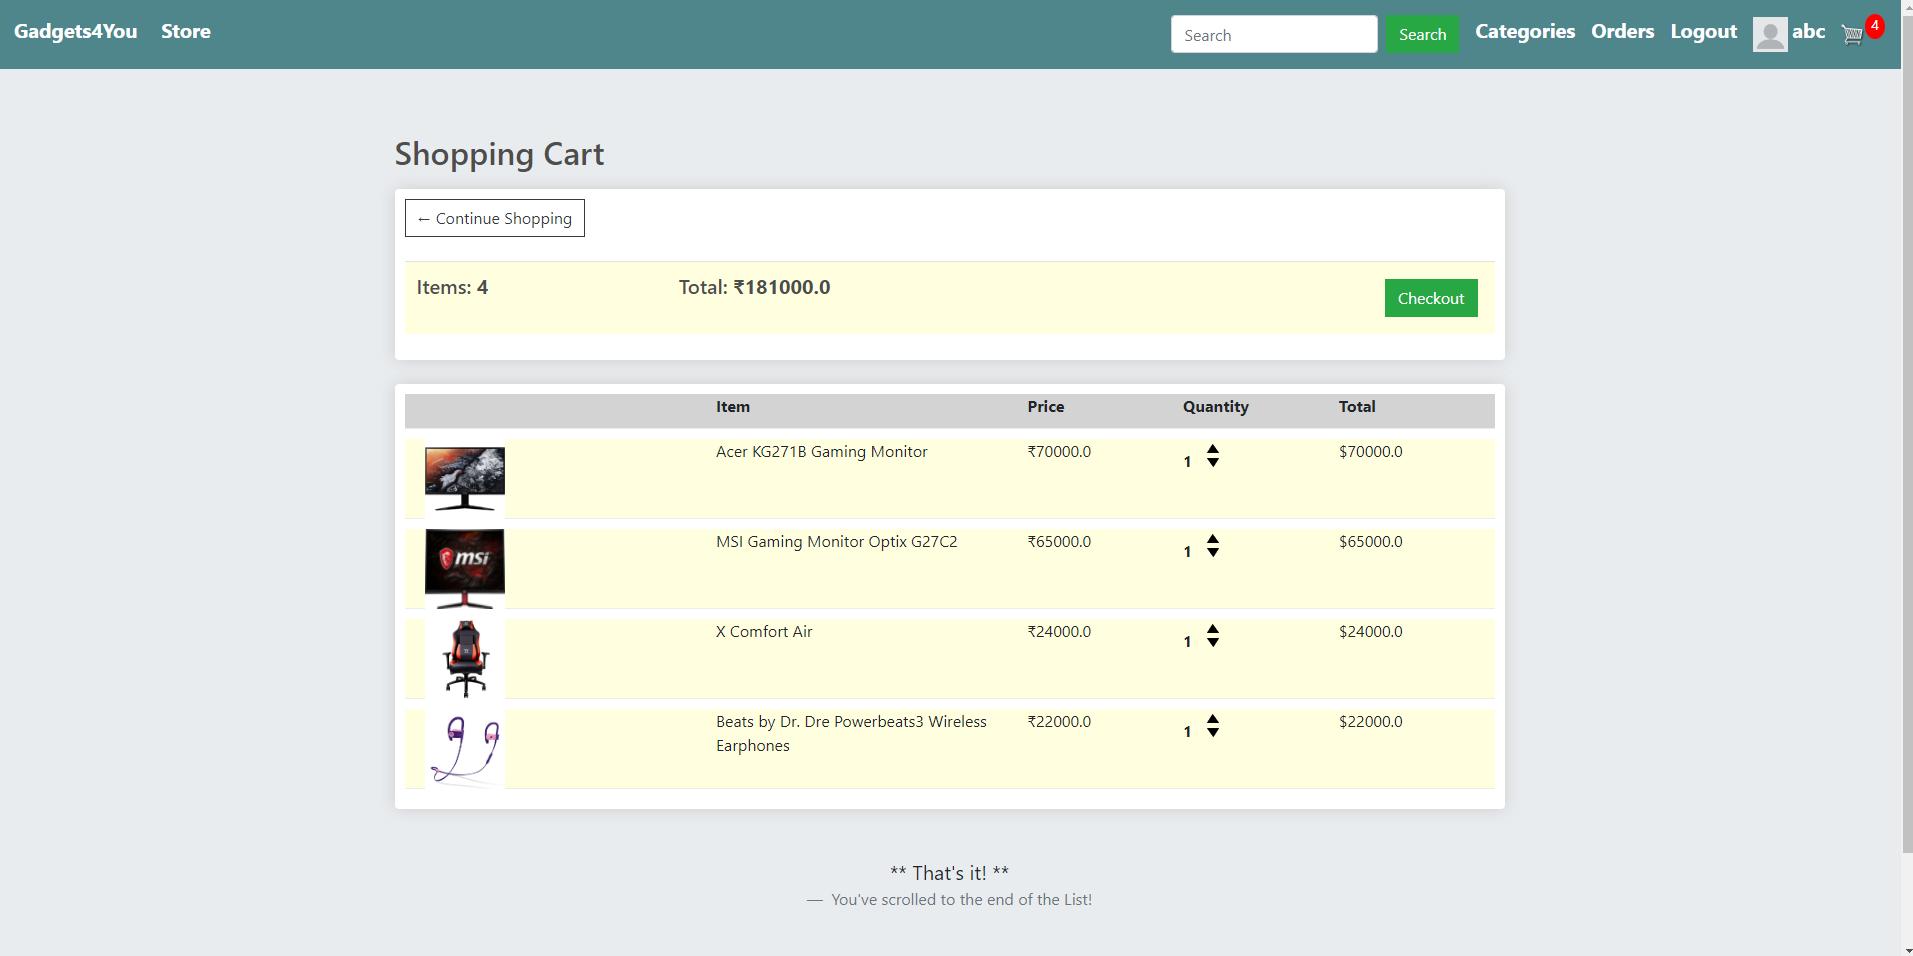 Gadgets4You Store Search Search Categories Orders Logout abc 4
Shopping Cart
← Continue Shopping
Items: 4 Total: ₹181000.0 Checkout
Item Price Quantity Total
Acer KG271B Gaming Monitor ₹70000.0 1 $70000.0
msi
MSI Gaming Monitor Optix G27C2 ₹65000.0 1 $65000.0
X Comfort Air ₹24000.0 1 $24000.0
Beats by Dr. Dre Powerbeats3 Wireless ₹22000.0 1 $22000.0
Earphones
** That's it! **
— You've scrolled to the end of the List!